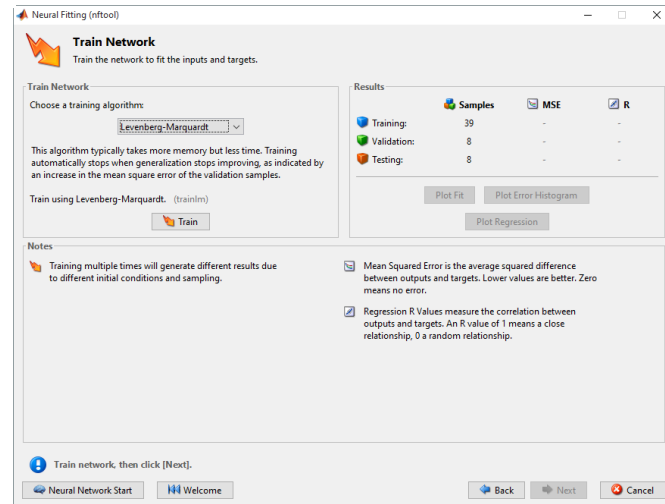 Neural Fitting (nftool)
Train Network
Train the network to fit the inputs and targets.
Train Network
Choose a training algorithm:
Levenberg-Marquardt
This algorithm typically takes more memory but less time. Training
automatically stops when generalization stops improving, as indicated by
an increase in the mean square error of the validation samples.
Train using Levenberg-Marquardt. (trainlm)
Train
Results
Samples MSE R
Training: 39 - -
Validation: 8 - -
Testing: 8 - -
Plot Fit Plot Error Histogram
Plot Regression
Notes
Training multiple times will generate different results due
to different initial conditions and sampling.
Mean Squared Error is the average squared difference
between outputs and targets. Lower values are better. Zero
means no error.
Regression R Values measure the correlation between
outputs and targets. An R value of 1 means a close
relationship, 0 a random relationship.
Train network, then click [Next].
Neural Network Start Welcome Back Next Cancel